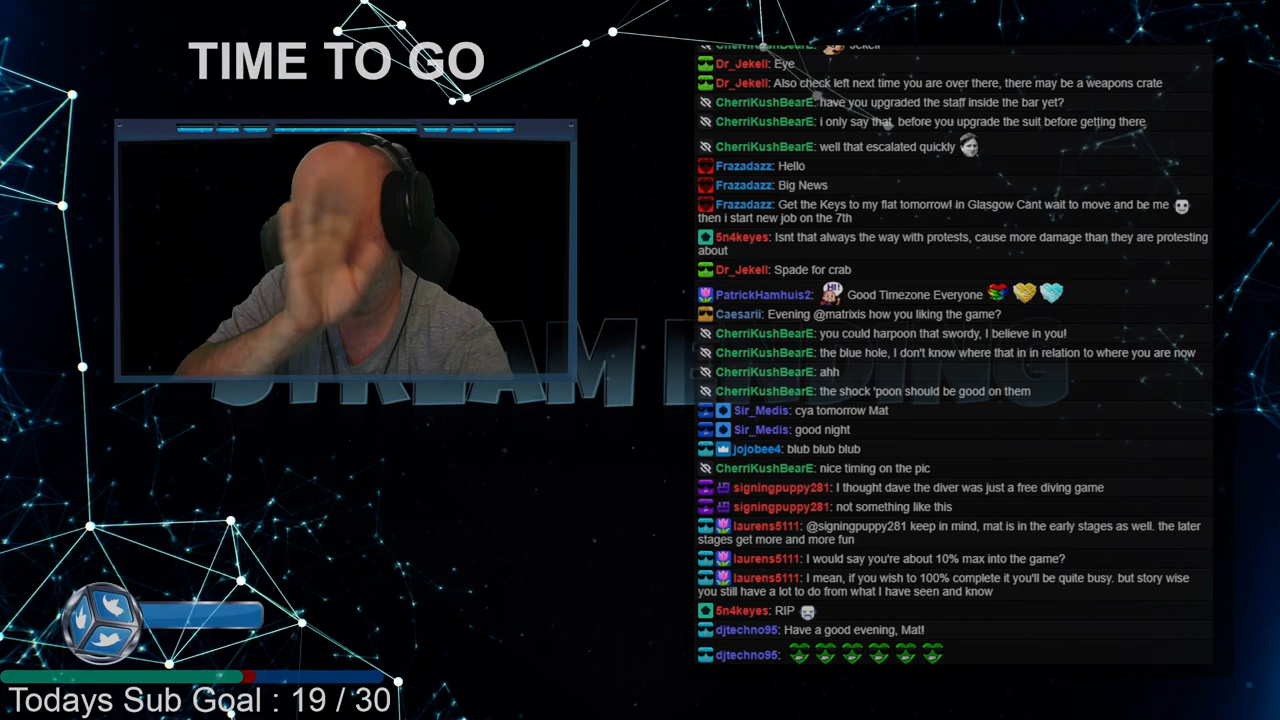 TIME TO GO
STREAM ENDING
CherriKushBearE: Jekell
Dr_Jekell: Eye
Dr_Jekell: Also check left next time you are over there, there may be a weapons crate
CherriKushBearE: have you upgraded the staff inside the bar yet?
CherriKushBearE: i only say that, before you upgrade the suit before getting there
CherriKushBearE: well that escalated quickly
Frazadazz: Hello
Frazadazz: Big News
Frazadazz: Get the Keys to my flat tomorrow! in Glasgow Cant wait to move and be me
then i start new job on the 7th
5n4keyes: Isnt that always the way with protests, cause more damage than they are protesting
about
Dr_Jekell: Spade for crab
PatrickHamhuis2: HI! Good Timezone Everyone
Caesarii: Evening @matrixis how you liking the game?
CherriKushBearE: you could harpoon that swordy, I believe in you!
CherriKushBearE: the blue hole, I don't know where that in in relation to where you are now
CherriKushBearE: ahh
CherriKushBearE: the shock 'poon should be good on them
Sir_Medis: cya tomorrow Mat
Sir_Medis: good night
jojobee4: blub blub blub
CherriKushBearE: nice timing on the pic
signingpuppy281: I thought dave the diver was just a free diving game
signingpuppy281: not something like this
laurens5111: @signingpuppy281 keep in mind, mat is in the early stages as well. the later
stages get more and more fun
laurens5111: I would say you're about 10% max into the game?
laurens5111: I mean, if you wish to 100% complete it you'll be quite busy. but story wise
you still have a lot to do from what I have seen and know
5n4keyes: RIP
djtechno95: Have a good evening, Mat!
djtechno95:
Todays Sub Goal : 19 / 30